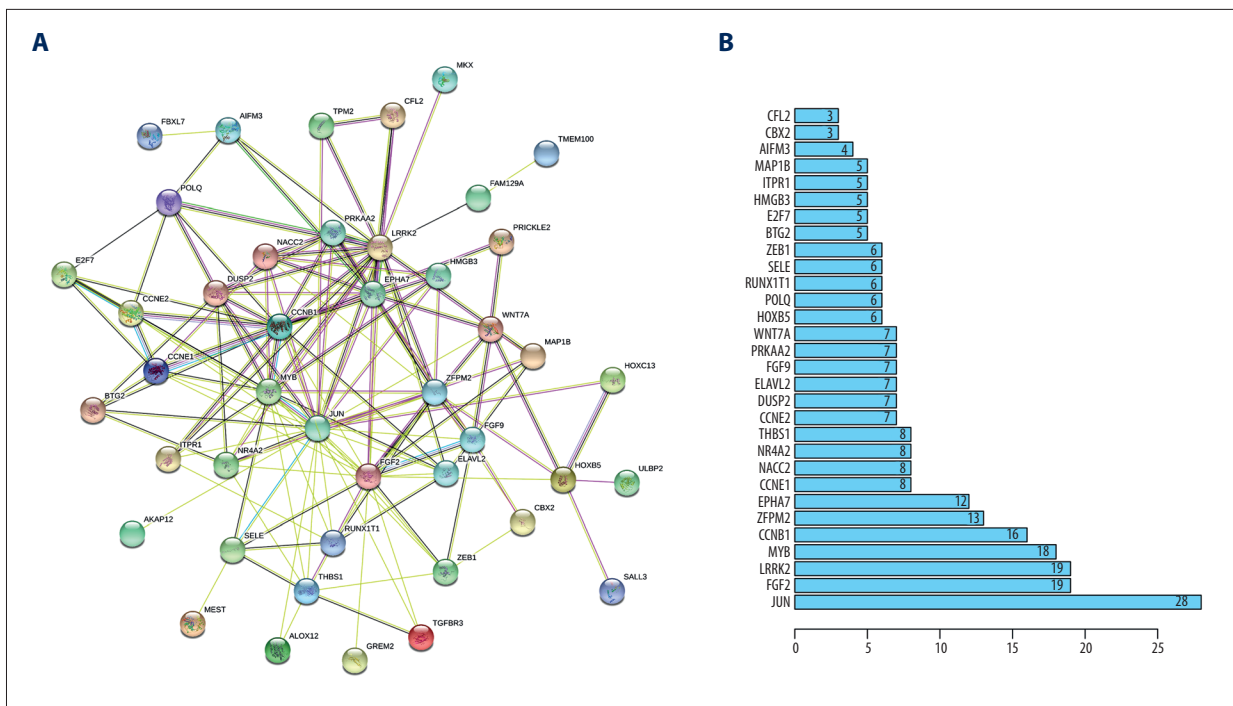 A
MKX
CFL2
TPM2
AIFM3
FBXL7
TMEM100
FAM129A
POLQ
PRKAA2
LRRK2
PRICKLE2
NACC2
E2F7
HMGB3
DUSP2
EPHA7
CCNE2
CCNB1
WNT7A
MAP1B
CCNE1
HOXC13
MYB
ZFPM2
BTG2
JUN
FGF9
ITPR1
NR4A2
FGF2
ELAVL2
HOXB5
ULBP2
AKAP12
CBX2
SELE
RUNX1T1
ZEB1
THBS1
SALL3
MEST
TGFBR3
ALOX12
GREM2
B
CFL2 3
CBX2 3
AIFM3 4
MAP1B 5
ITPR1 5
HMGB3 5
E2F7 5
BTG2 5
ZEB1 6
SELE 6
RUNX1T1 6
POLQ 6
HOXB5 6
WNT7A 7
PRKAA2 7
FGF9 7
ELAVL2 7
DUSP2 7
CCNE2 7
THBS1 8
NR4A2 8
NACC2 8
CCNE1 8
EPHA7 12
ZFPM2 13
CCNB1 16
MYB 18
LRRK2 19
FGF2 19
JUN 28
0 5 10 15 20 25